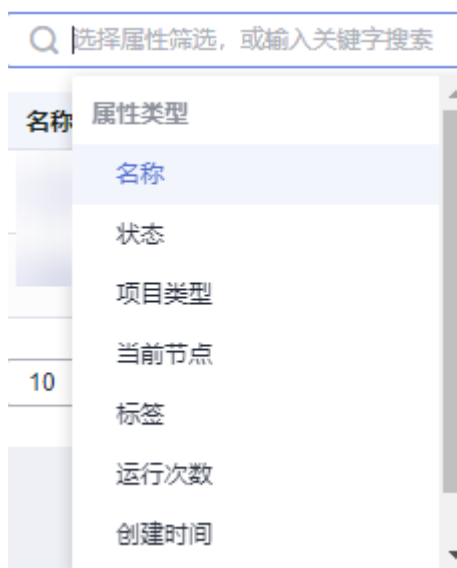 选择属性筛选，或输入关键字搜索
名称
属性类型
名称
状态
项目类型
当前节点
10
标签
运行次数
创建时间